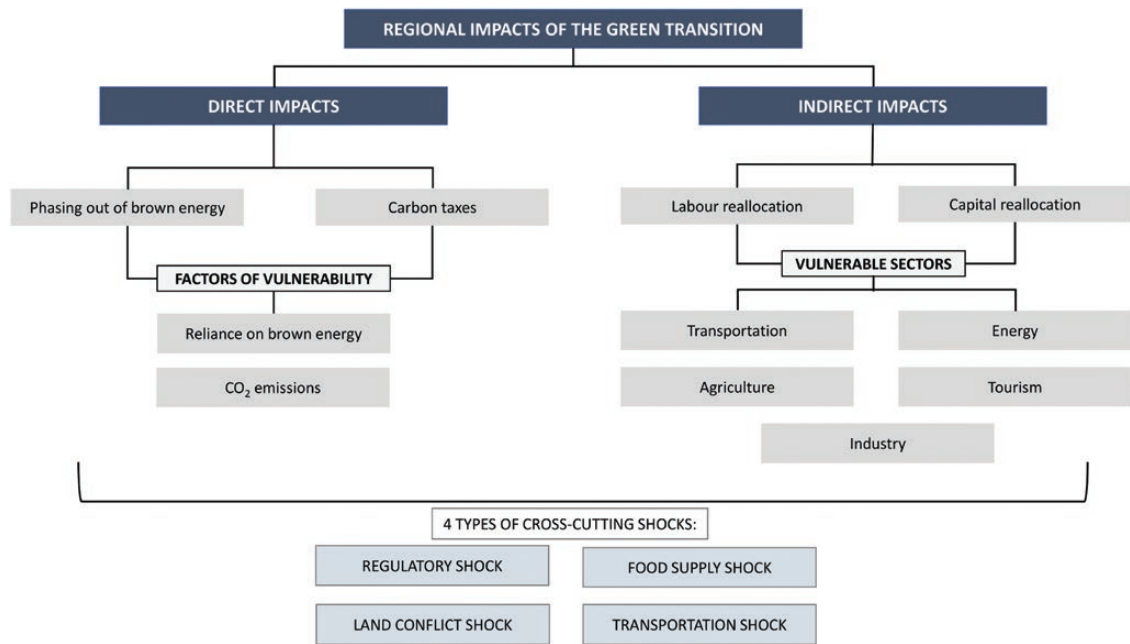 REGIONAL IMPACTS OF THE GREEN TRANSITION
DIRECT IMPACTS
INDIRECT IMPACTS
Phasing out of brown energy
Carbon taxes
Labour reallocation
Capital reallocation
FACTORS OF VULNERABILITY
VULNERABLE SECTORS
Reliance on brown energy
Transportation
Energy
CO₂ emissions
Agriculture
Tourism
Industry
4 TYPES OF CROSS-CUTTING SHOCKS:
REGULATORY SHOCK
FOOD SUPPLY SHOCK
LAND CONFLICT SHOCK
TRANSPORTATION SHOCK